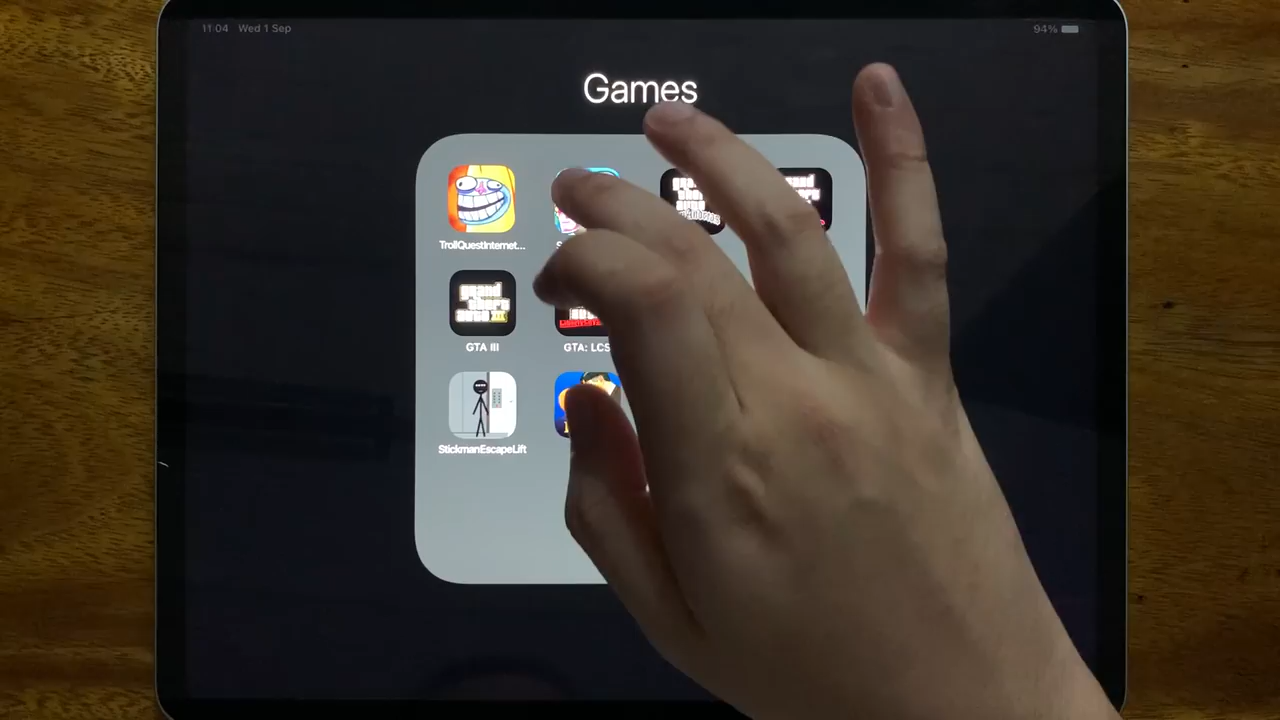 11:04 Wed 1 Sep
94%
Games
TrollQuestInternet...
GTA III
GTA: LCS
StickmanEscapeLift